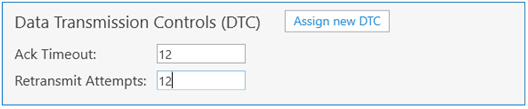 Data Transmission Controls (DTC) Assign new DTC
Ack Timeout: 12
Retransmit Attempts: 12